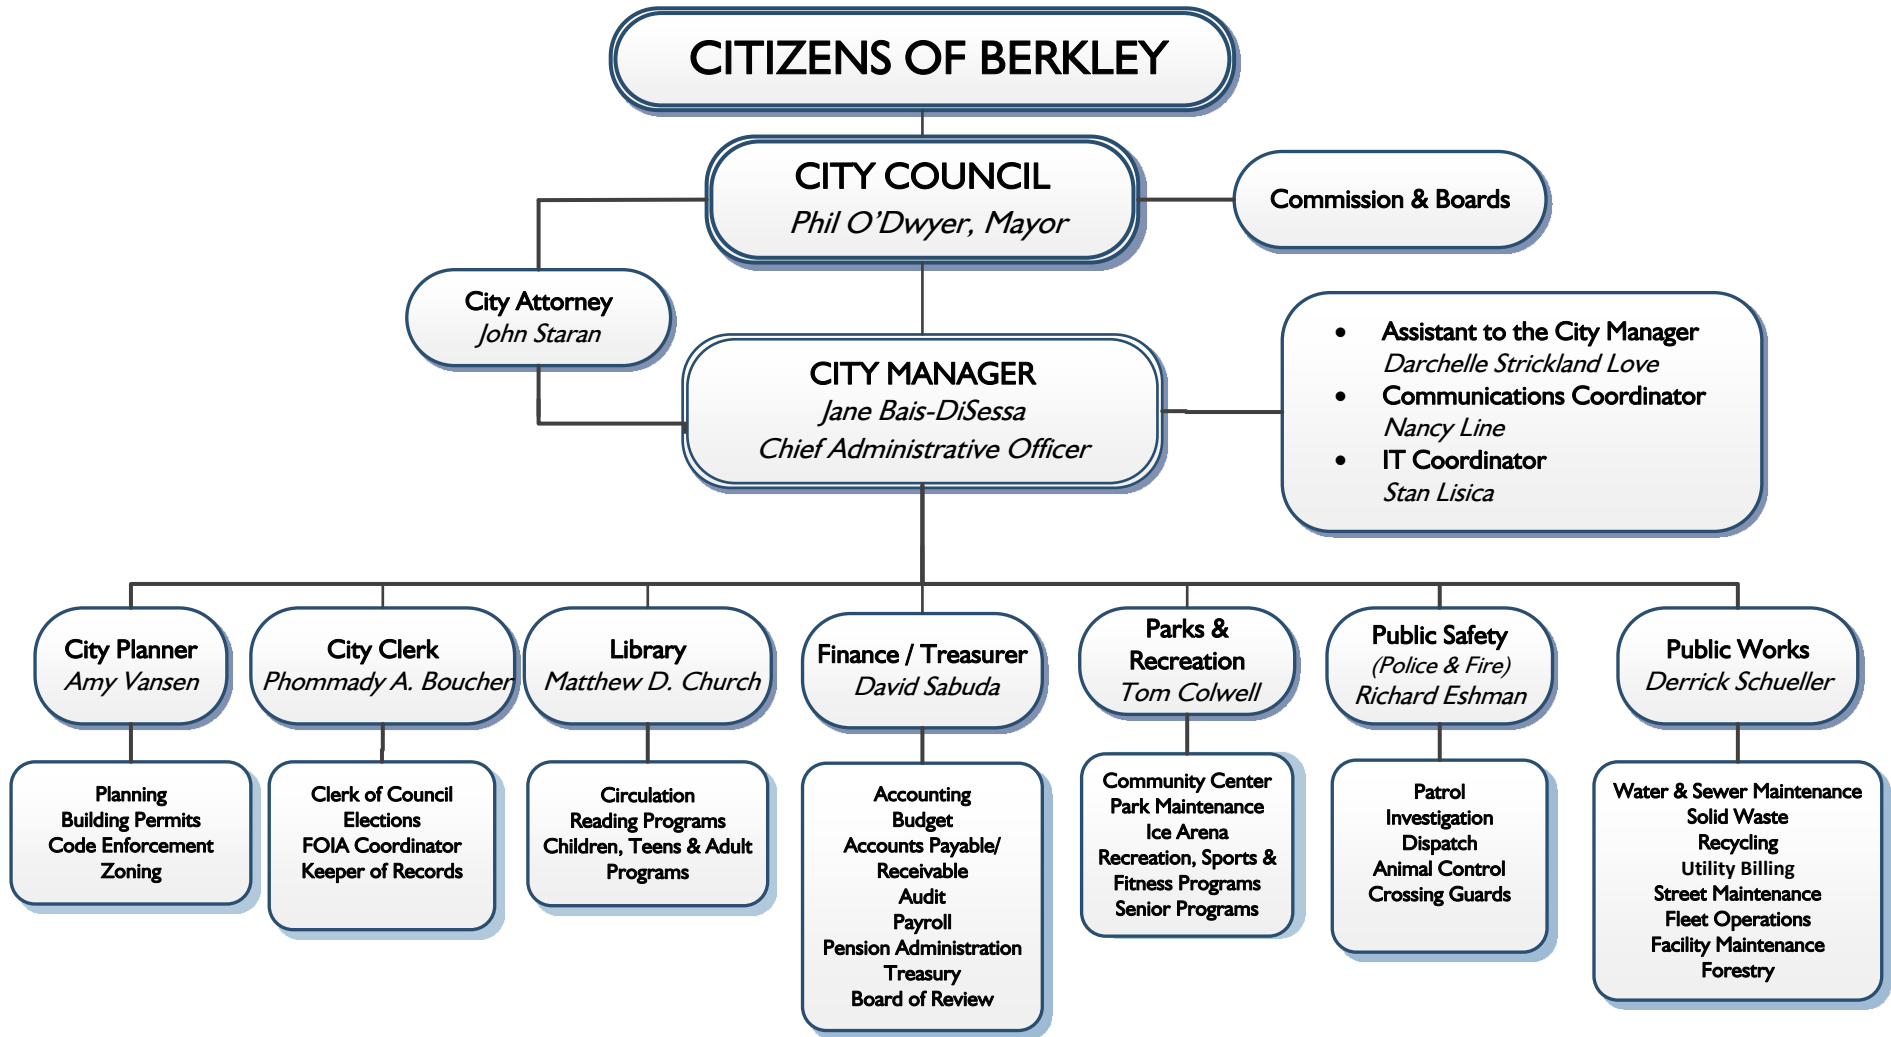 CITIZENS OF BERKLEY
CITY COUNCIL
Phil O'Dwyer, Mayor
Commission & Boards
City Attorney
John Staran
CITY MANAGER
Jane Bais-DiSessa
Chief Administrative Officer
• Assistant to the City Manager
Darchelle Strickland Love
• Communications Coordinator
Nancy Line
• IT Coordinator
Stan Lisica
City Planner
Amy Vansen
City Clerk
Phommady A. Boucher
Library
Matthew D. Church
Finance / Treasurer
David Sabuda
Parks &
Recreation
Tom Colwell
Public Safety
(Police & Fire)
Richard Eshman
Public Works
Derrick Schueller
Planning
Building Permits
Code Enforcement
Zoning
Clerk of Council
Elections
FOIA Coordinator
Keeper of Records
Circulation
Reading Programs
Children, Teens & Adult
Programs
Accounting
Budget
Accounts Payable/
Receivable
Audit
Payroll
Pension Administration
Treasury
Board of Review
Community Center
Park Maintenance
Ice Arena
Recreation, Sports &
Fitness Programs
Senior Programs
Patrol
Investigation
Dispatch
Animal Control
Crossing Guards
Water & Sewer Maintenance
Solid Waste
Recycling
Utility Billing
Street Maintenance
Fleet Operations
Facility Maintenance
Forestry